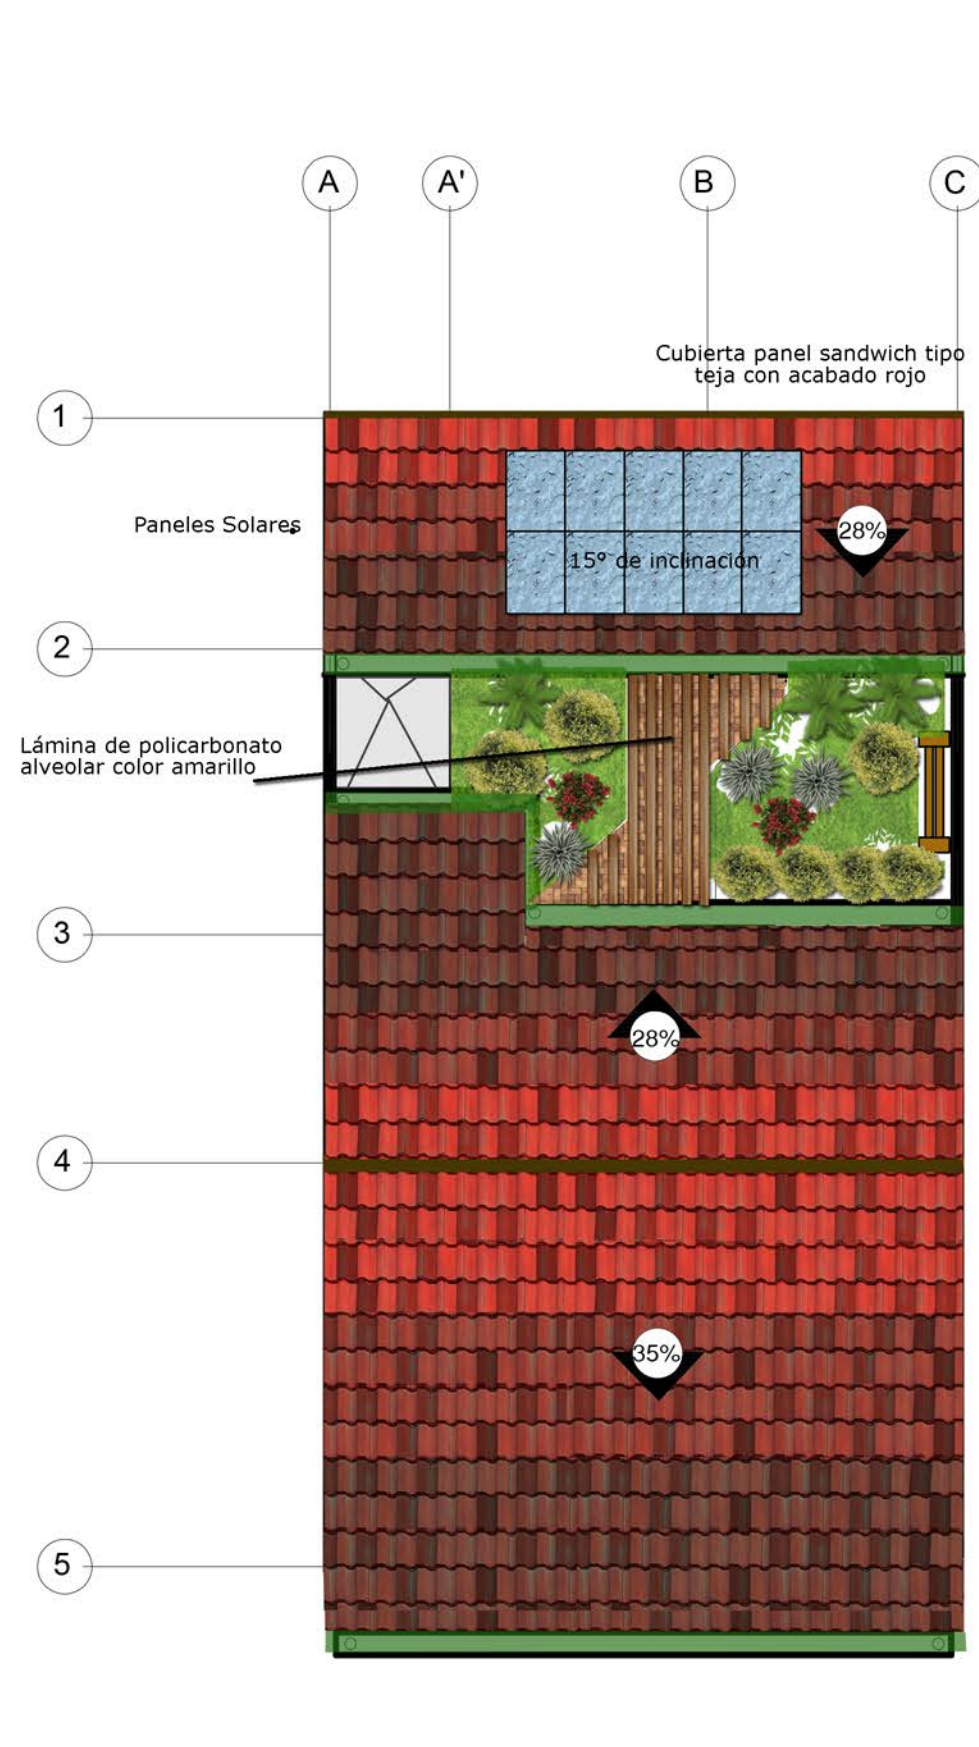 A
A'
B
C
Cubierta panel sandwich tipo
teja con acabado rojo
1
Paneles Solares
28%
15° de inclinación
2
Lámina de policarbonato
alveolar color amarillo
3
28%
4
35%
5